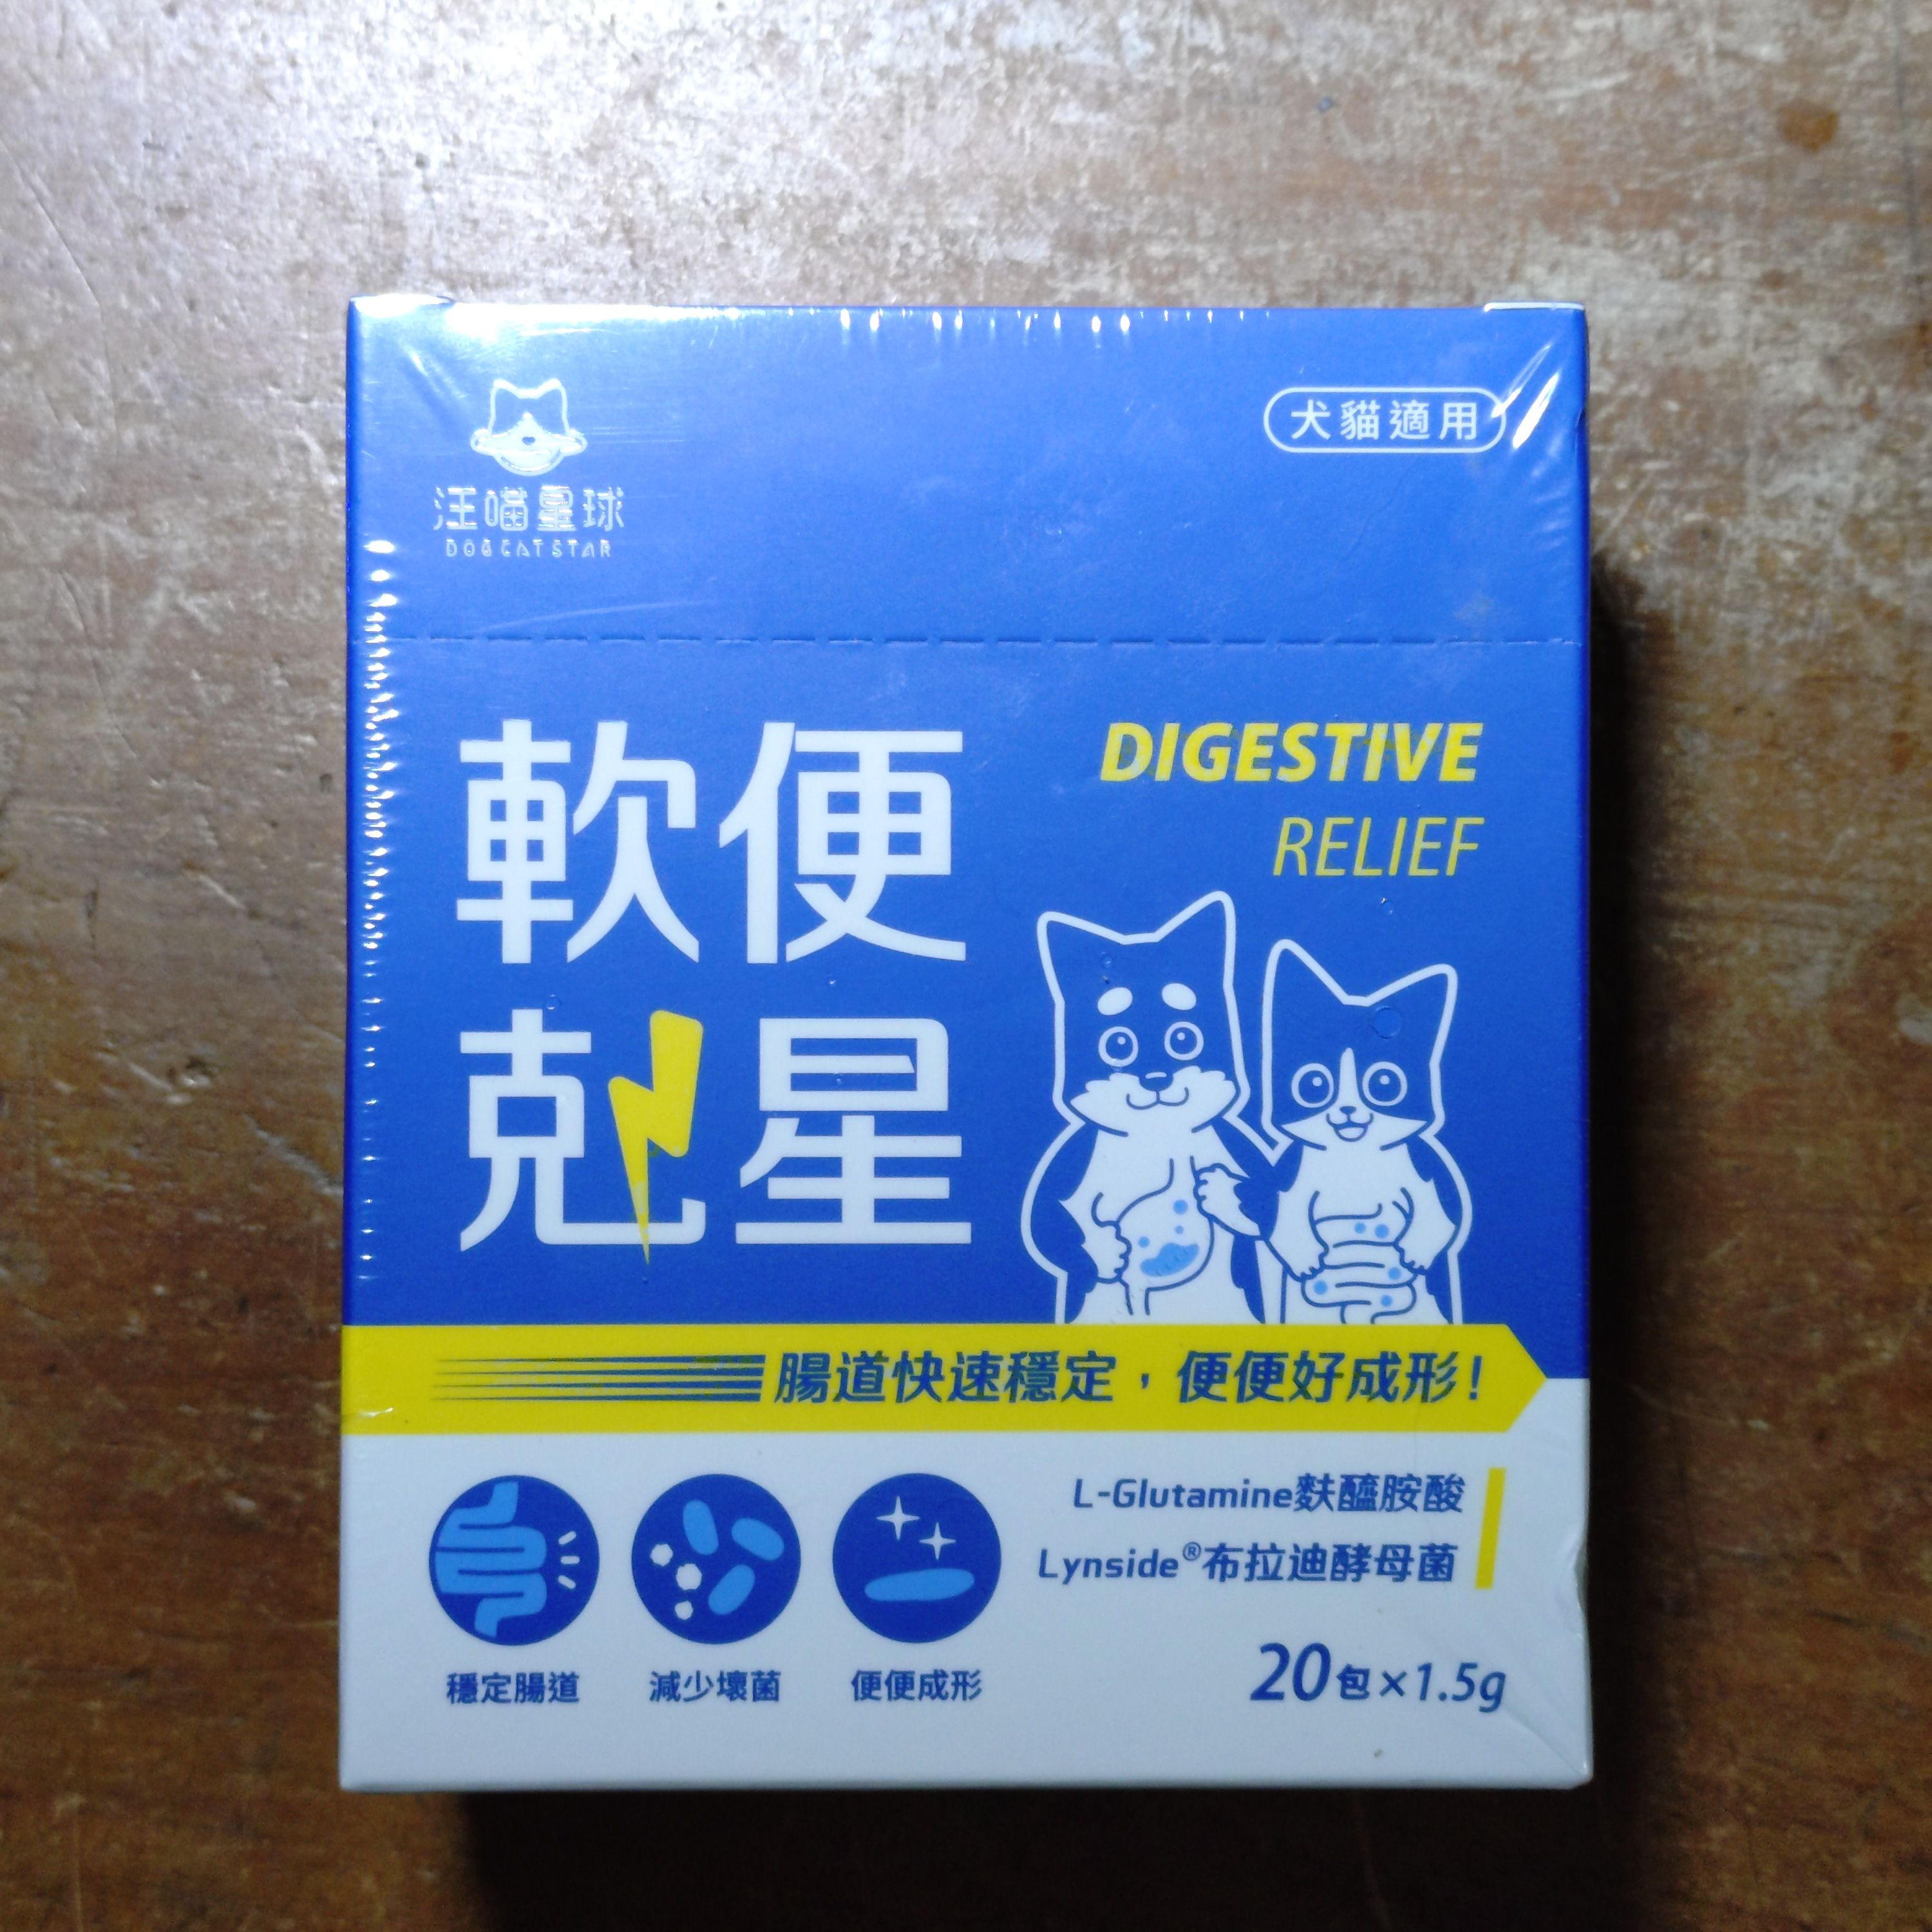 汪喵星球
DOG CAT STAR
犬貓適用
軟便
剋星
DIGESTIVE
RELIEF
腸道快速穩定，便便好成形！
L-Glutamine麩醯胺酸
Lynside®布拉迪酵母菌
穩定腸道
減少壞菌
便便成形
20包×1.5g